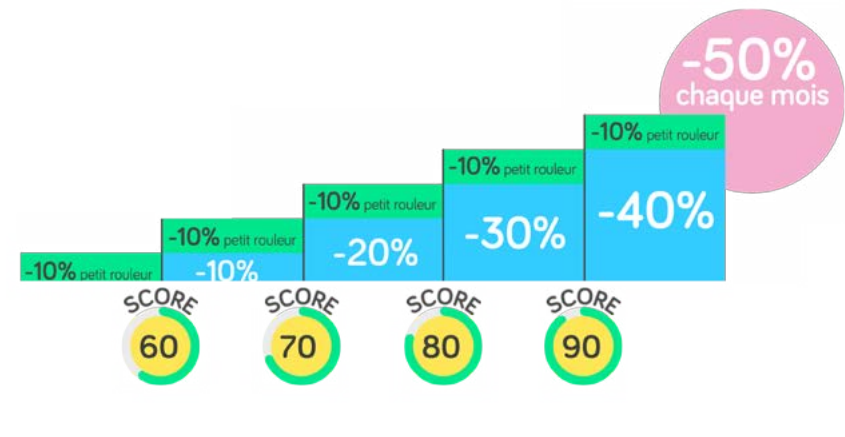 -50%
chaque mois
-10% petit rouleur
-40%
-10% petit rouleur
-30%
-10% petit rouleur
-20%
-10% petit rouleur
-10%
-10% petit rouleur
SCORE
60
SCORE
70
SCORE
80
SCORE
90